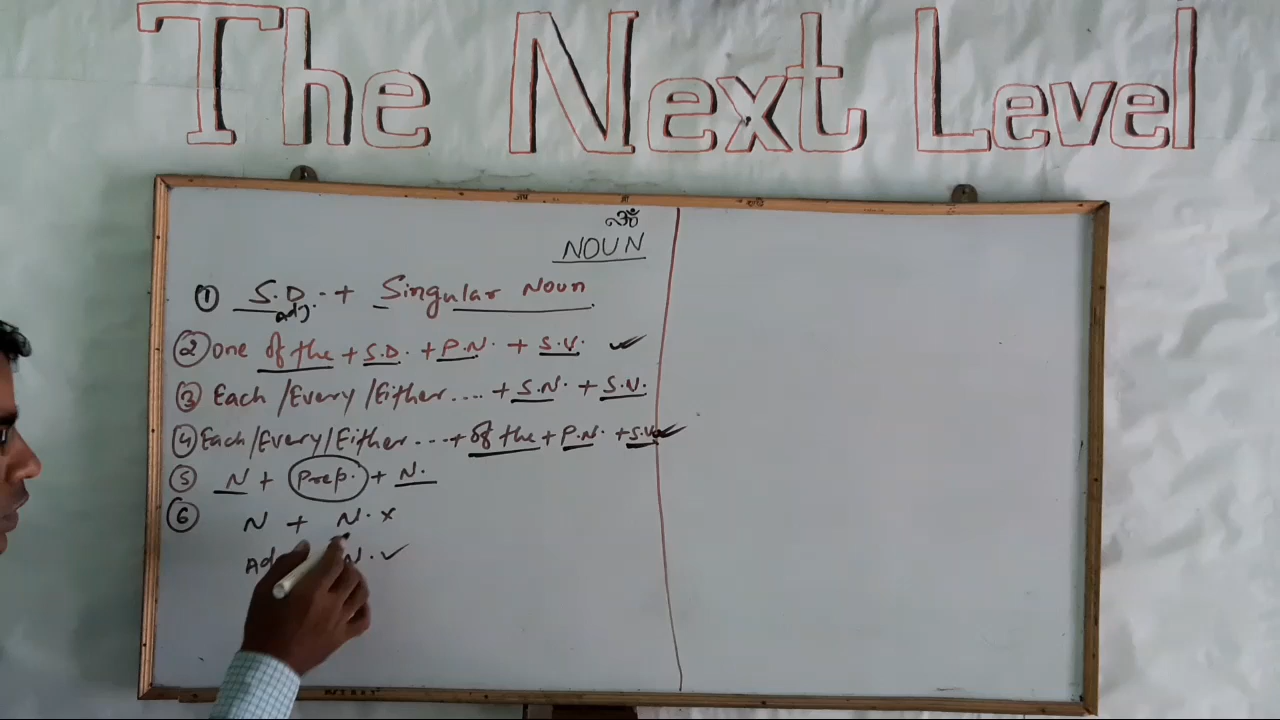 The Next Level
ॐ
NOUN
① S.D. + Singular Noun
adj.
② One of the + S.D. + P.N. + S.V. ✓
③ Each /Every /Either .... + S.N. + S.V.
④ Each/Every/Either ... + of the + P.N. + S.V. ✓
⑤ N + Prep. + N.
⑥ N + N. x
Ad N. ✓